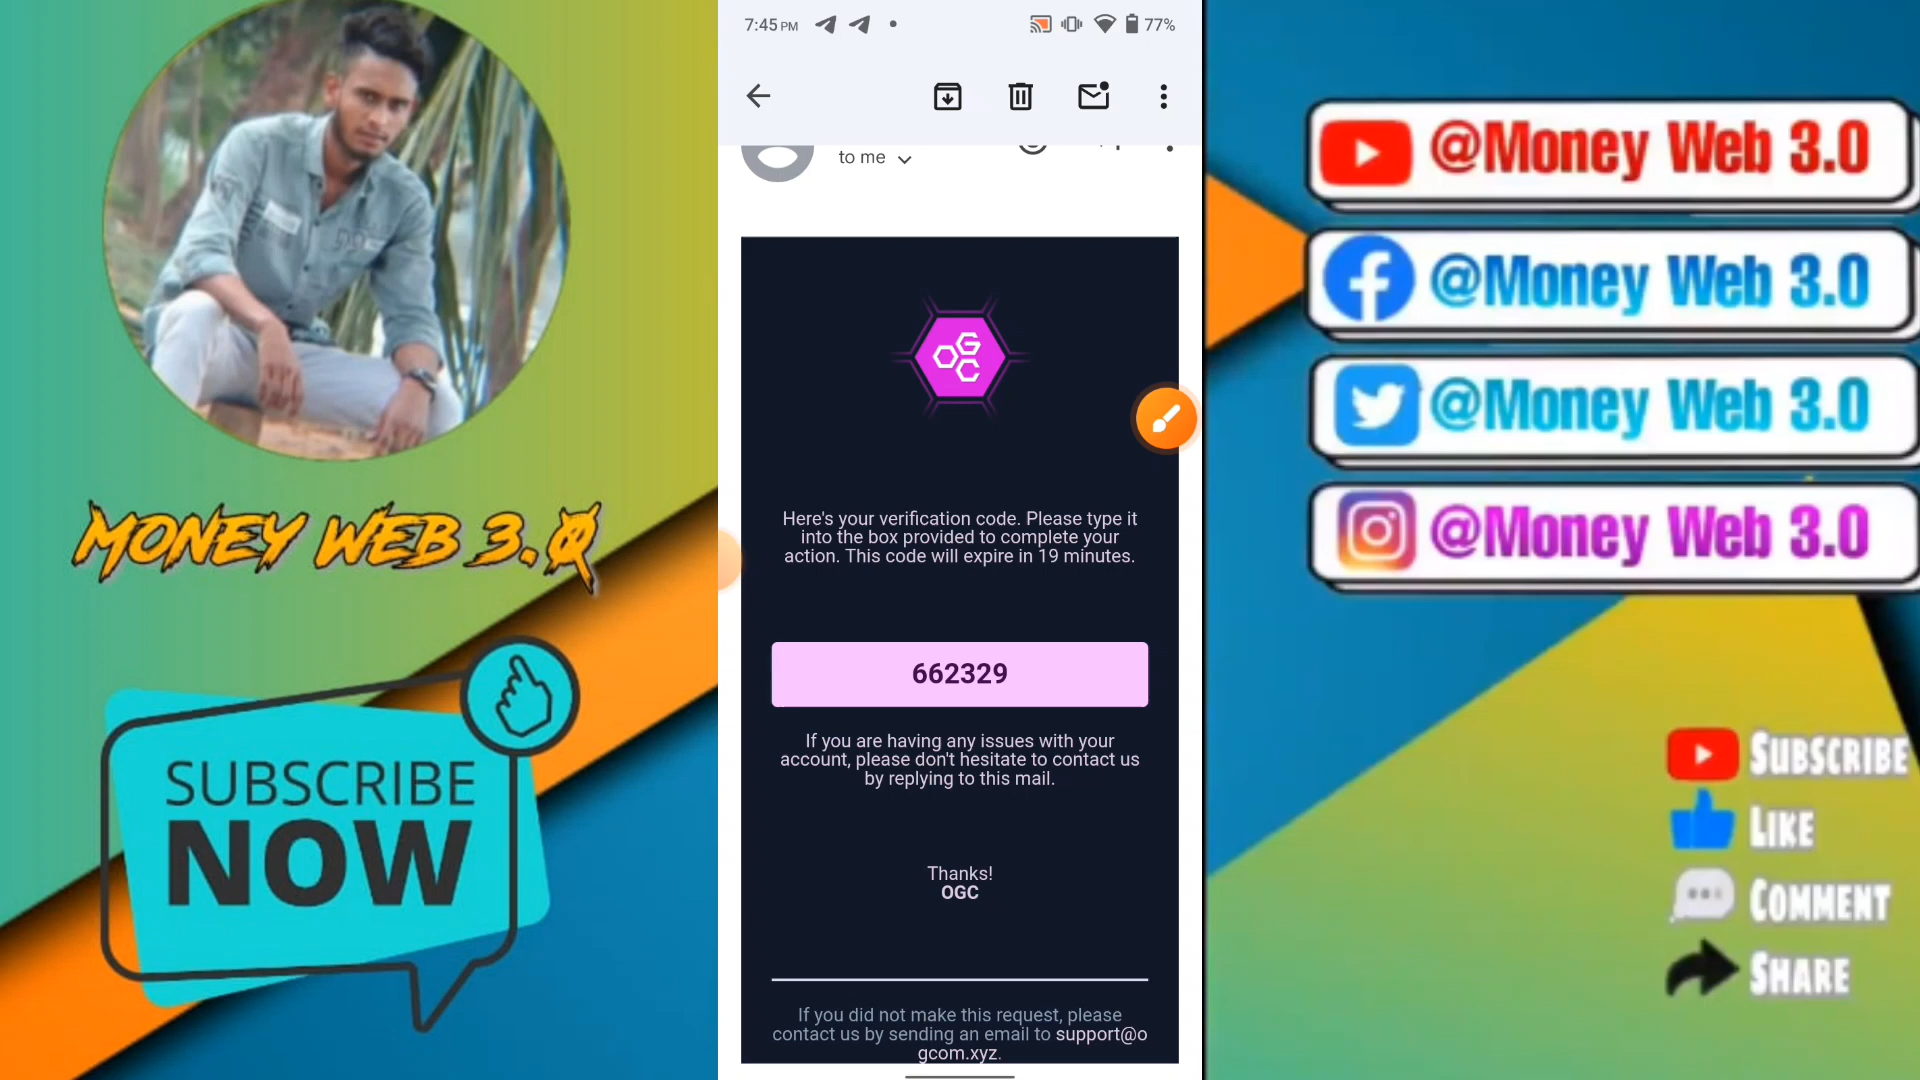 MONEY WEB 3.0
SUBSCRIBE
NOW
7:45 PM
77%
to me
OGC
Here's your verification code. Please type it
into the box provided to complete your
action. This code will expire in 19 minutes.
662329
If you are having any issues with your
account, please don't hesitate to contact us
by replying to this mail.
Thanks!
OGC
If you did not make this request, please
contact us by sending an email to support@o
gcom.xyz.
@Money Web 3.0
@Money Web 3.0
@Money Web 3.0
@Money Web 3.0
SUBSCRIBE
LIKE
COMMENT
SHARE